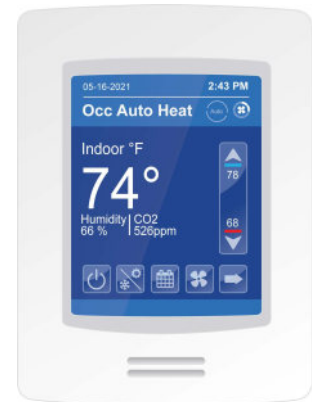 05-16-2021 2:43 PM
Occ Auto Heat Auto
Indoor °F
74°
78
Humidity CO2
66 % 526ppm
68